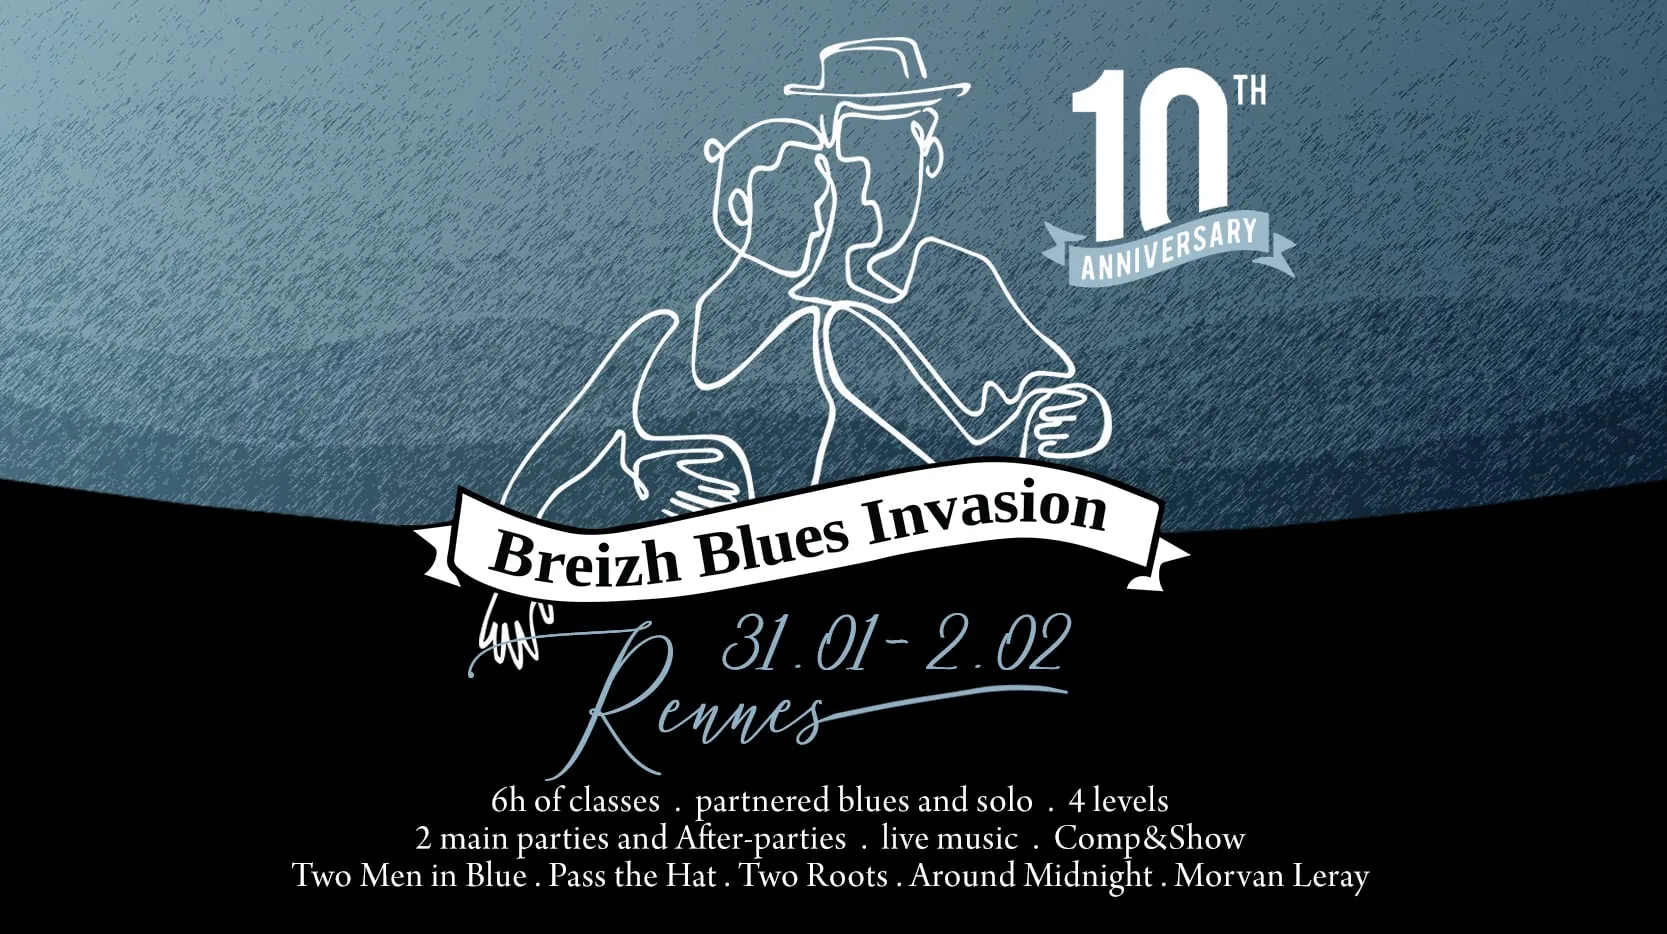 10TH
ANNIVERSARY
Breizh Blues Invasion
31.01 - 2.02
Rennes
6h of classes . partnered blues and solo . 4 levels
2 main parties and After-parties . live music . Comp&Show
Two Men in Blue . Pass the Hat . Two Roots . Around Midnight . Morvan Leray